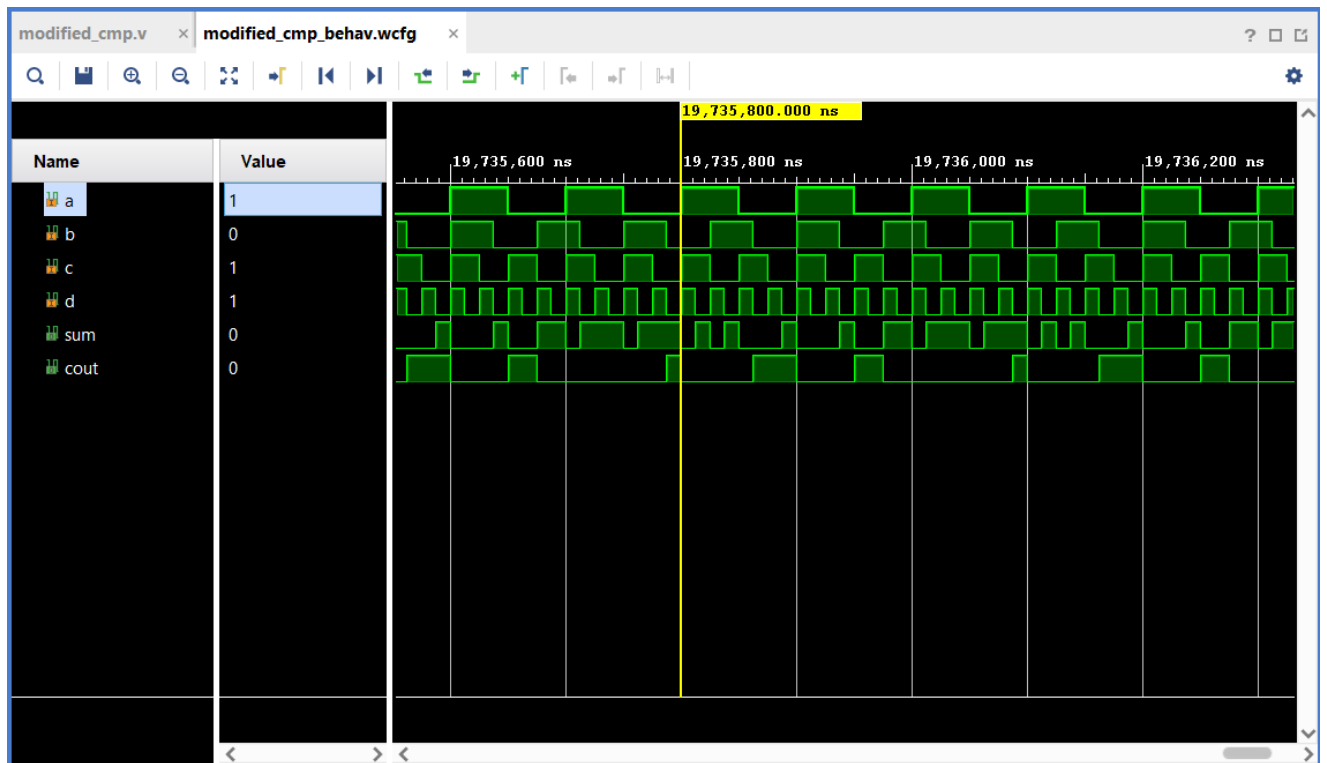 modified_cmp.v × modified_cmp_behav.wcfg × ?
19,735,800.000 ns
Name Value 19,735,600 ns 19,735,800 ns 19,736,000 ns 19,736,200 ns
a 1
b 0
c 1
d 1
sum 0
cout 0